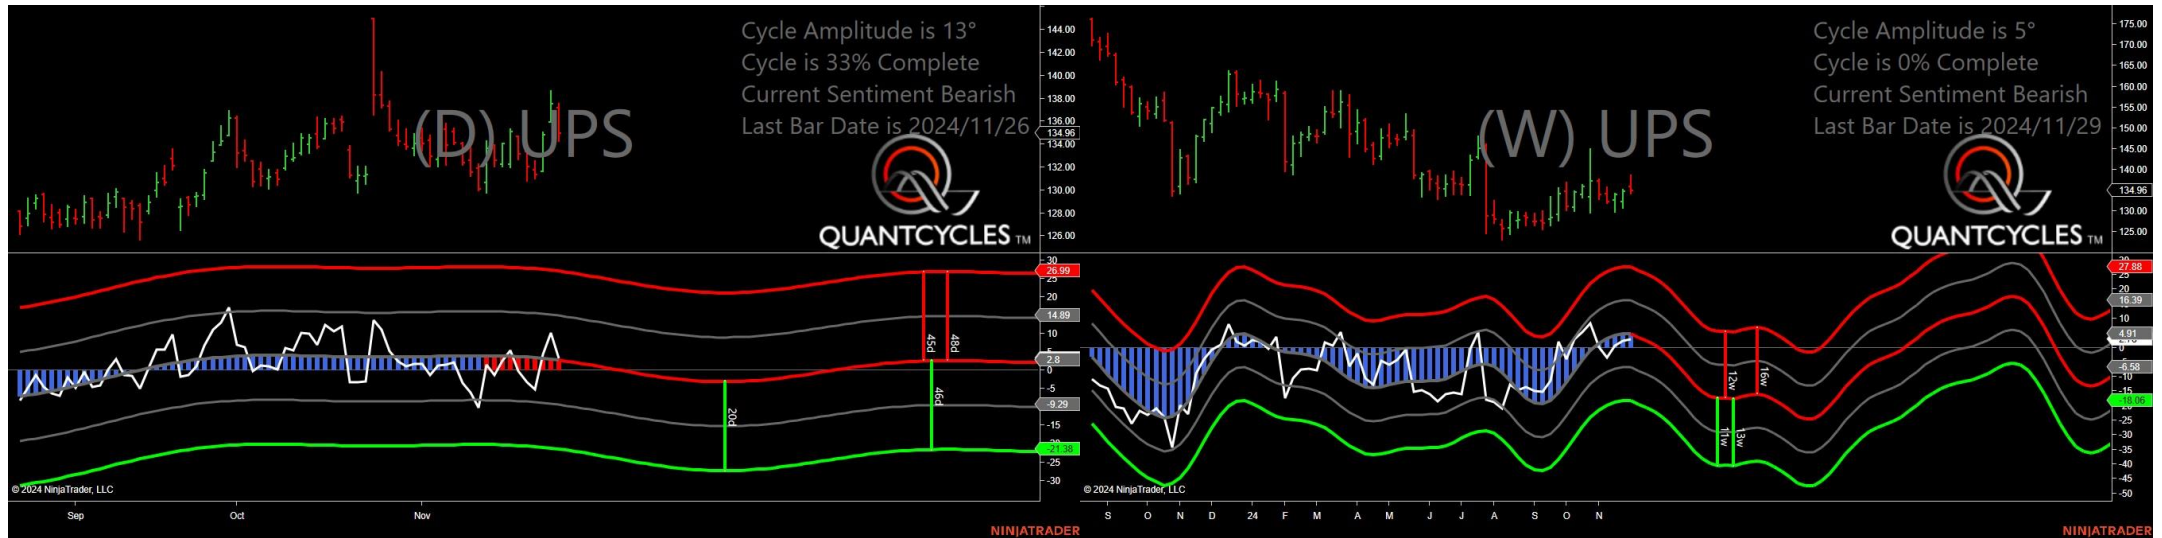 Cycle Amplitude is 13°
Cycle is 33% Complete
Current Sentiment Bearish
Last Bar Date is 2024/11/26
(D) UPS
QUANTCYCLES TM
144.00
142.00
140.00
138.00
136.00
134.96
134.00
132.00
130.00
128.00
126.00
30
26.99
25
20
14.89
10
5
2.8
0
-5
-9.29
-15
-21.38
-25
-30
45d
48d
46d
20d
© 2024 NinjaTrader, LLC
Sep
Oct
Nov
NINJATRADER
Cycle Amplitude is 5°
Cycle is 0% Complete
Current Sentiment Bearish
Last Bar Date is 2024/11/29
(W) UPS
QUANTCYCLES TM
175.00
170.00
165.00
160.00
155.00
150.00
145.00
140.00
134.96
130.00
125.00
27.88
25
20
16.39
10
4.91
0
-6.58
-10
-15
-18.06
-25
-30
-35
-40
-45
-50
12w
16w
11w
13w
© 2024 NinjaTrader, LLC
S
O
N
D
24
F
M
A
M
J
J
A
S
O
N
NINJATRADER